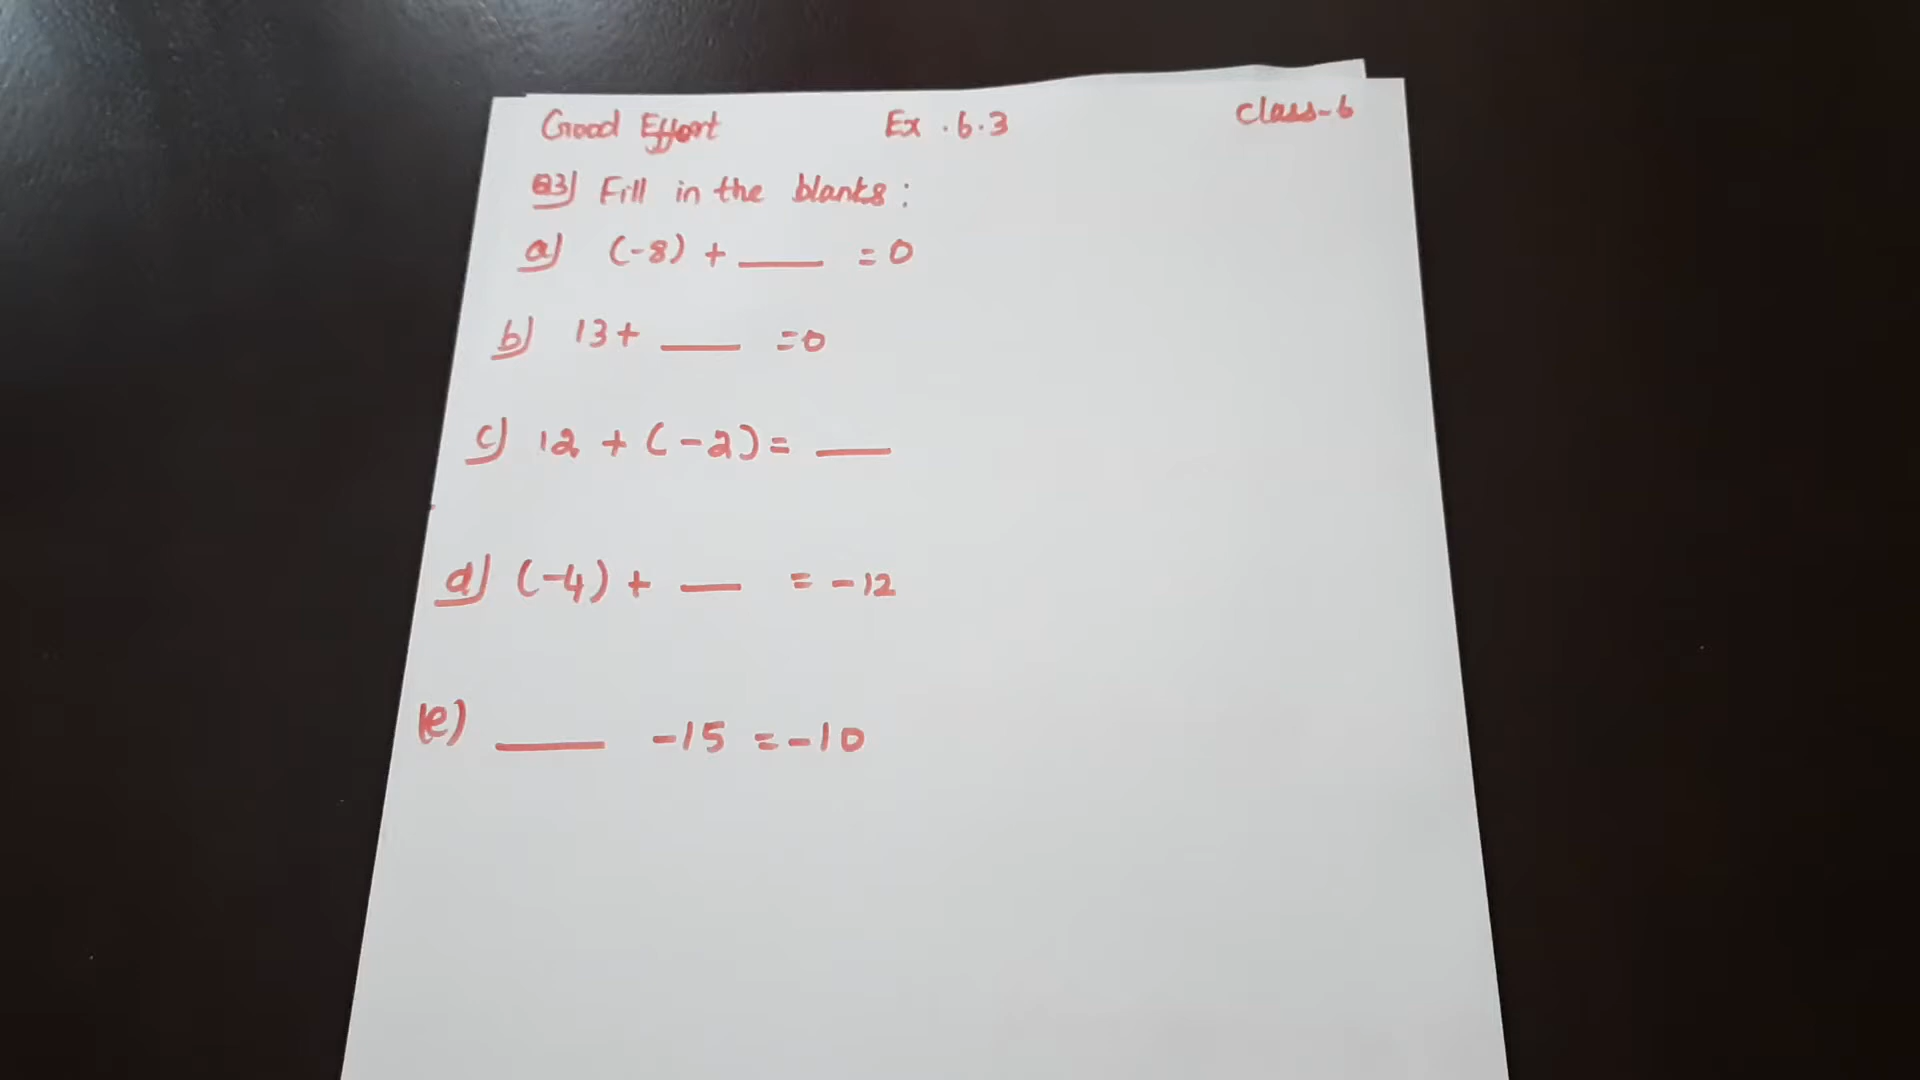 Good Effort Ex .6.3 Class-6
Q3) Fill in the blanks :
a) (-8) + ____ = 0
b) 13 + ____ =0
c) 12 + (-2) = ____
d) (-4) + ___ = -12
(e) ____ -15 = -10